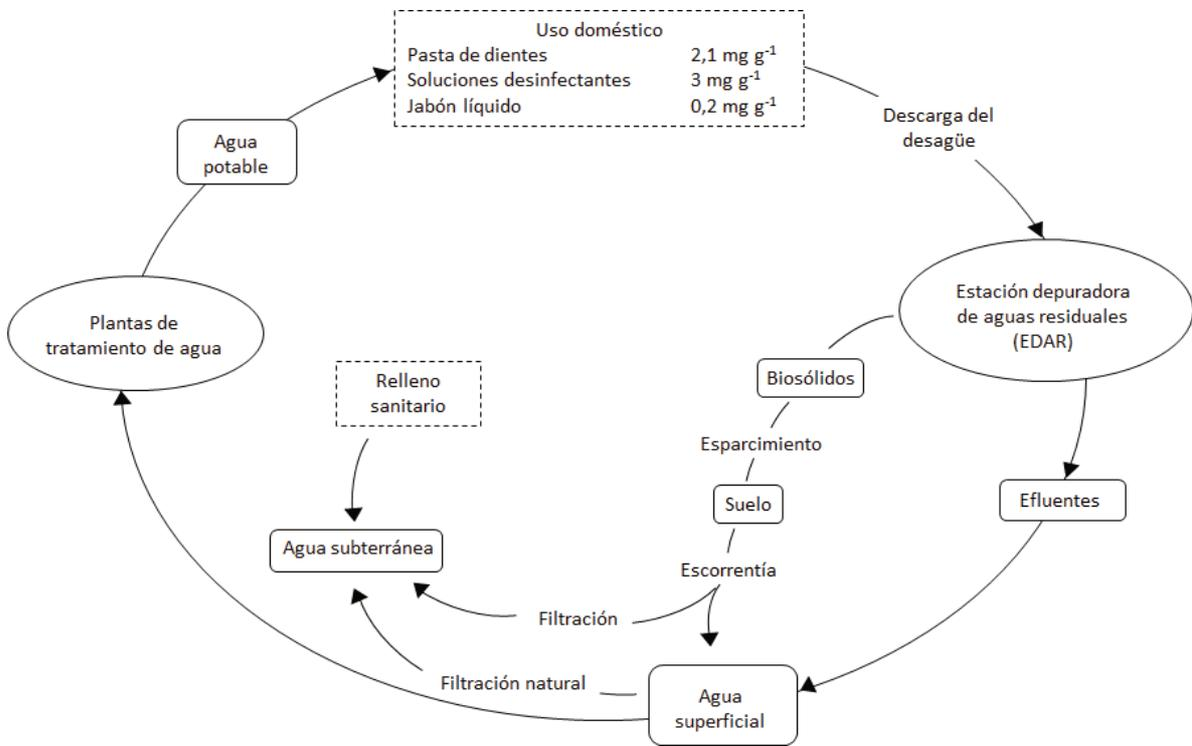 Uso doméstico
Pasta de dientes 2,1 mg g⁻¹
Soluciones desinfectantes 3 mg g⁻¹
Jabón líquido 0,2 mg g⁻¹
Agua
potable
Descarga del
desagüe
Plantas de
tratamiento de agua
Estación depuradora
de aguas residuales
(EDAR)
Relleno
sanitario
Biosólidos
Esparcimiento
Suelo
Efluentes
Agua subterránea
Escorrentía
Filtración
Filtración natural
Agua
superficial